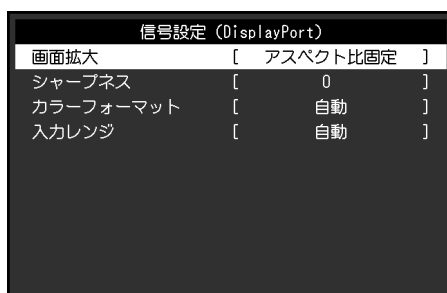 信号設定 (DisplayPort)
画面拡大 [ アスペクト比固定 ]
シャープネス [ 0 ]
カラーフォーマット [ 自動 ]
入力レンジ [ 自動 ]